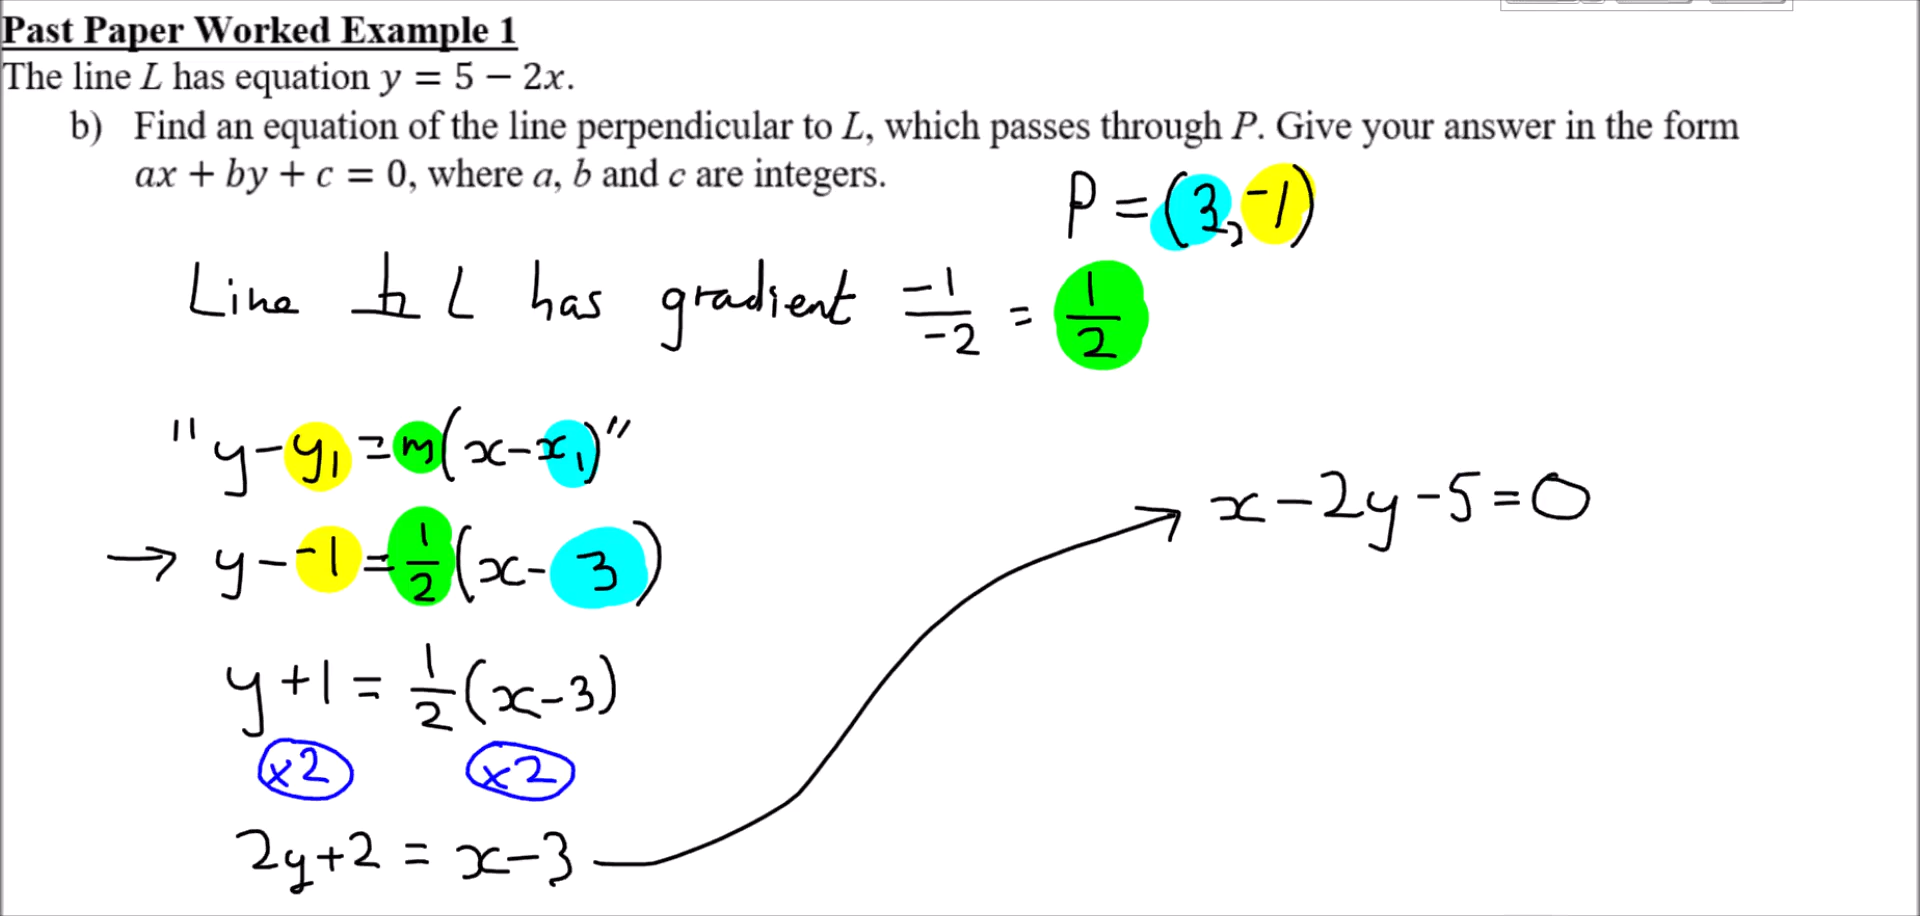 Past Paper Worked Example 1
The line L has equation y = 5 − 2x.
b) Find an equation of the line perpendicular to L, which passes through P. Give your answer in the form
ax + by + c = 0, where a, b and c are integers.
P = (3, -1)
Line ⊥ L has gradient -1/-2 = 1/2
"y - y₁ = m(x - x₁)"
→ y - -1 = 1/2(x - 3)
y + 1 = 1/2(x - 3)
×2 ×2
2y + 2 = x - 3
→ x - 2y - 5 = 0